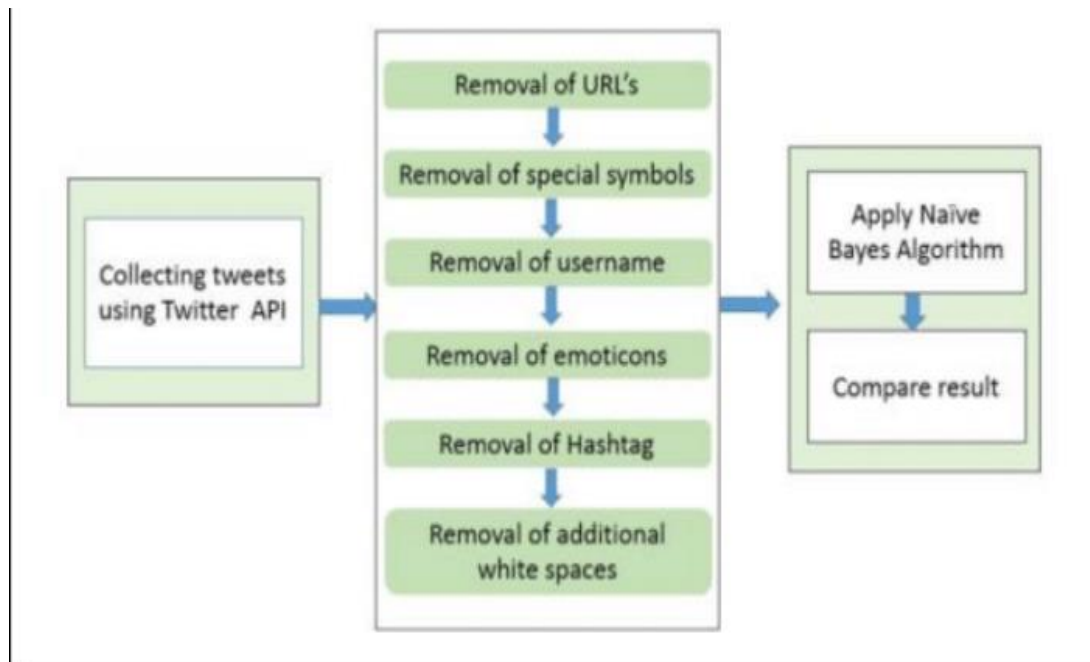 Collecting tweets
using Twitter API
Removal of URL's
Removal of special symbols
Removal of username
Removal of emoticons
Removal of Hashtag
Removal of additional
white spaces
Apply Naïve
Bayes Algorithm
Compare result